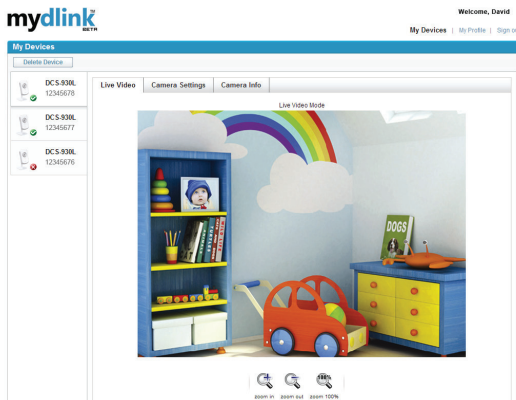 mydlink
BETA
Welcome, David
My Devices | My Profile | Sign
My Devices
Delete Device
DCS-930L
12345678
DCS-930L
12345677
DCS-930L
12345676
Live Video
Camera Settings
Camera Info
Live Video Mode
DOGS
100%
zoom in
zoom out
zoom 100%